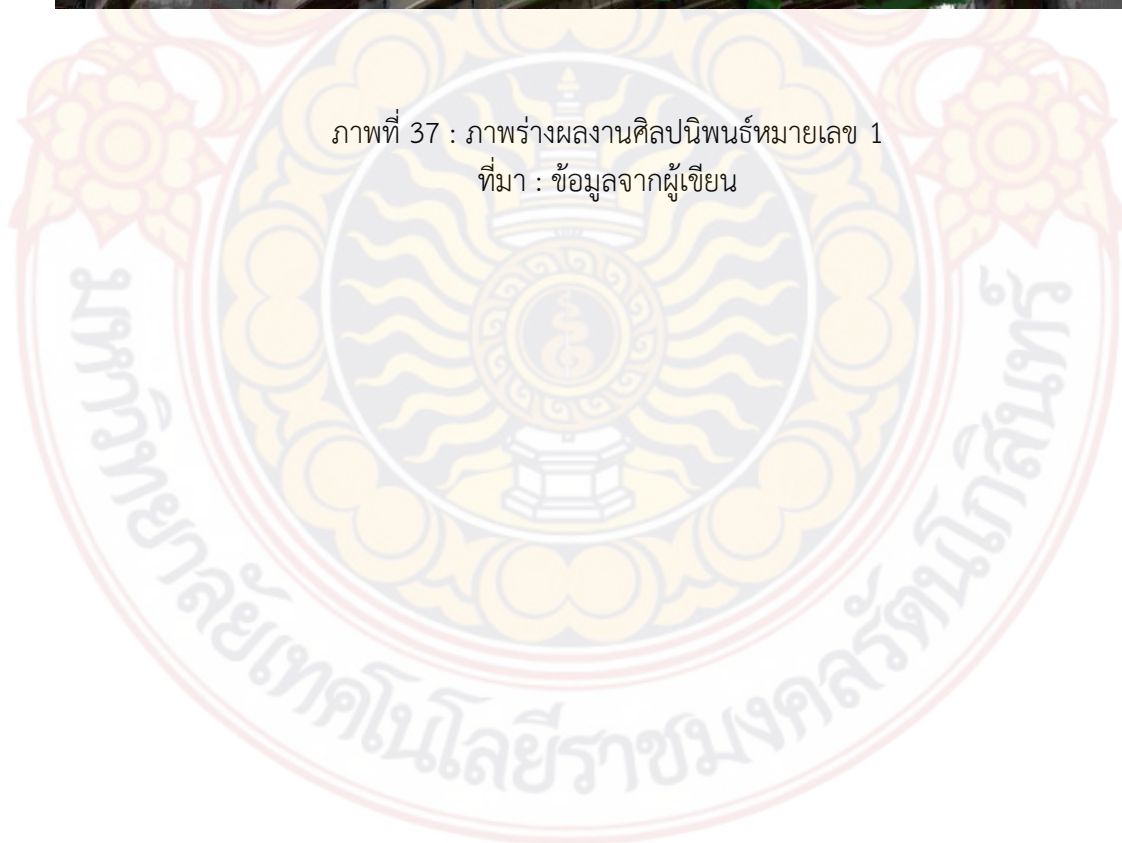 ภาพที่ 37 : ภาพร่างผลงานศิลปนิพนธ์หมายเลข 1
ที่มา : ข้อมูลจากผู้เขียน
มหาวิทยาลัยเทคโนโลยีราชมงคลรัตนโกสินทร์